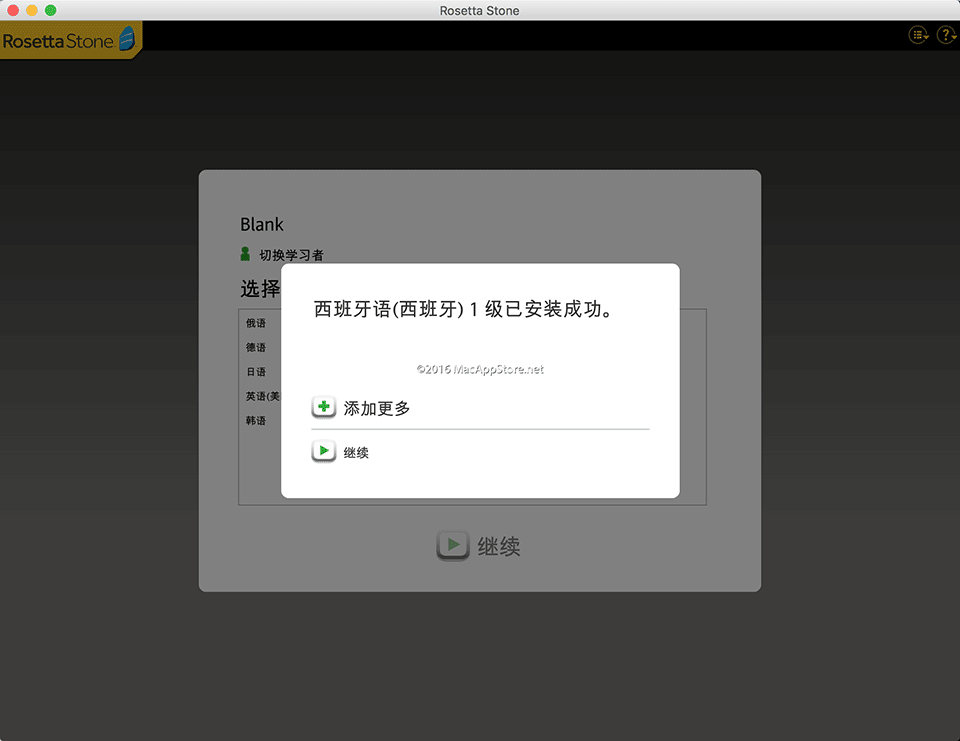 Rosetta Stone
RosettaStone
?
Blank
切换学习者
选择
西班牙语(西班牙) 1 级已安装成功。
俄语
德语
日语
英语(美
韩语
©2016 MacAppStore.net
添加更多
继续
继续